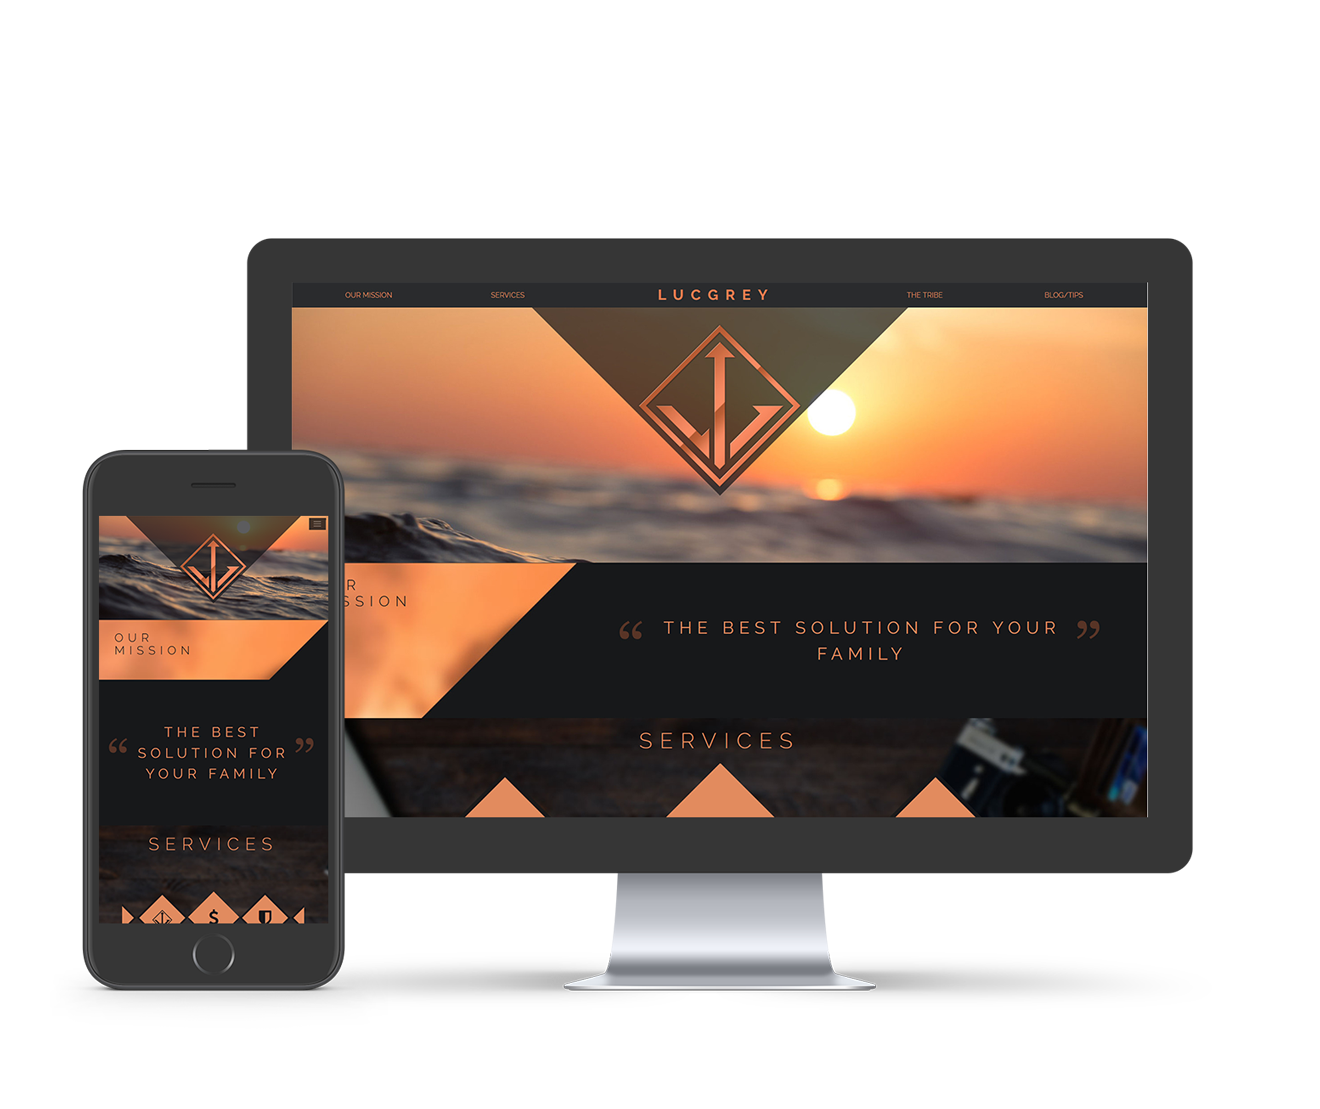 OUR MISSION SERVICES LUCGREY THE TRIBE BLOG/TIPS
R
SSION
“ THE BEST SOLUTION FOR YOUR ”
FAMILY
SERVICES
OUR
MISSION
THE BEST
“ SOLUTION FOR ”
YOUR FAMILY
SERVICES
$